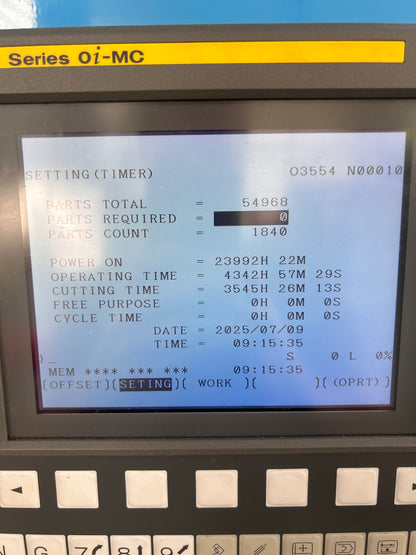 Series 0i-MC
SETTING(TIMER) O3554 N00010
PARTS TOTAL = 54968
PARTS REQUIRED = 0
PARTS COUNT = 1840
POWER ON = 23992H 22M
OPERATING TIME = 4342H 57M 29S
CUTTING TIME = 3545H 26M 13S
FREE PURPOSE = 0H 0M 0S
CYCLE TIME = 0H 0M 0S
DATE = 2025/07/09
TIME = 09:15:35
)_ S 0 L 0%
MEM **** *** *** 09:15:35
[OFFSET][SETING][ WORK ][ ][(OPRT)]
N G 7 8 9